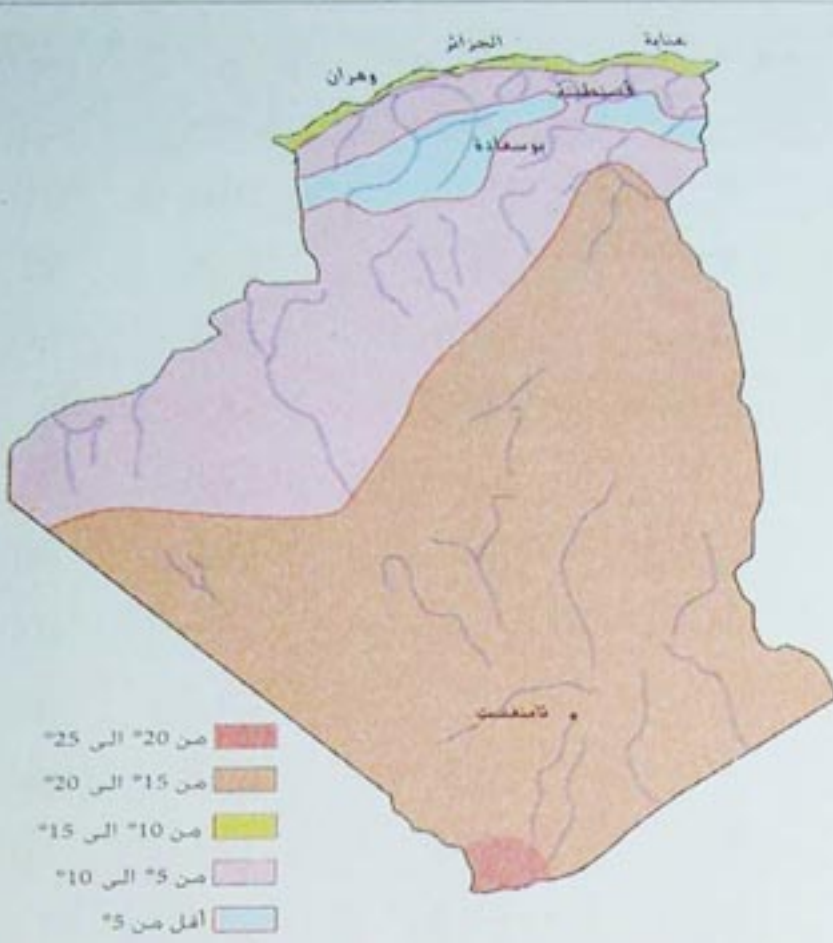 عنابة
الجزائر
وهران
قسنطينة
بوسعادة
تامنغست
من 20° الى 25°
من 15° الى 20°
من 10° الى 15°
من 5° الى 10°
أقل من 5°